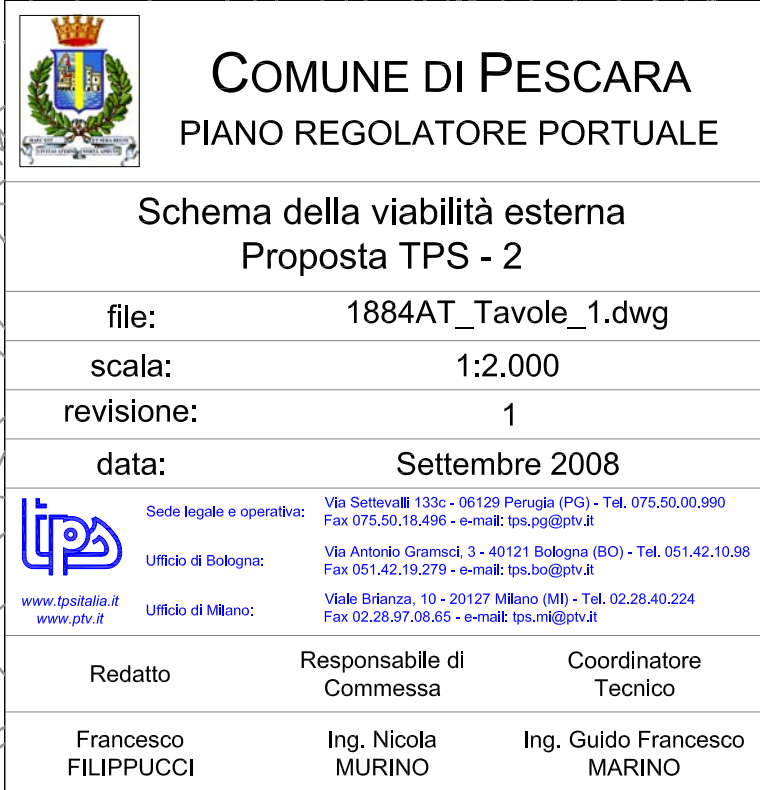 COMUNE DI PESCARA
PIANO REGOLATORE PORTUALE
Schema della viabilità esterna
Proposta TPS - 2
file: 1884AT_Tavole_1.dwg
scala: 1:2.000
revisione: 1
data: Settembre 2008
tps
www.tpsitalia.it
www.ptv.it
Sede legale e operativa: Via Settevalli 133c - 06129 Perugia (PG) - Tel. 075.50.00.990
Fax 075.50.18.496 - e-mail: tps.pg@ptv.it
Ufficio di Bologna: Via Antonio Gramsci, 3 - 40121 Bologna (BO) - Tel. 051.42.10.98
Fax 051.42.19.279 - e-mail: tps.bo@ptv.it
Ufficio di Milano: Viale Brianza, 10 - 20127 Milano (MI) - Tel. 02.28.40.224
Fax 02.28.97.08.65 - e-mail: tps.mi@ptv.it
Redatto
Responsabile di
Commessa
Coordinatore
Tecnico
Francesco
FILIPPUCCI
Ing. Nicola
MURINO
Ing. Guido Francesco
MARINO